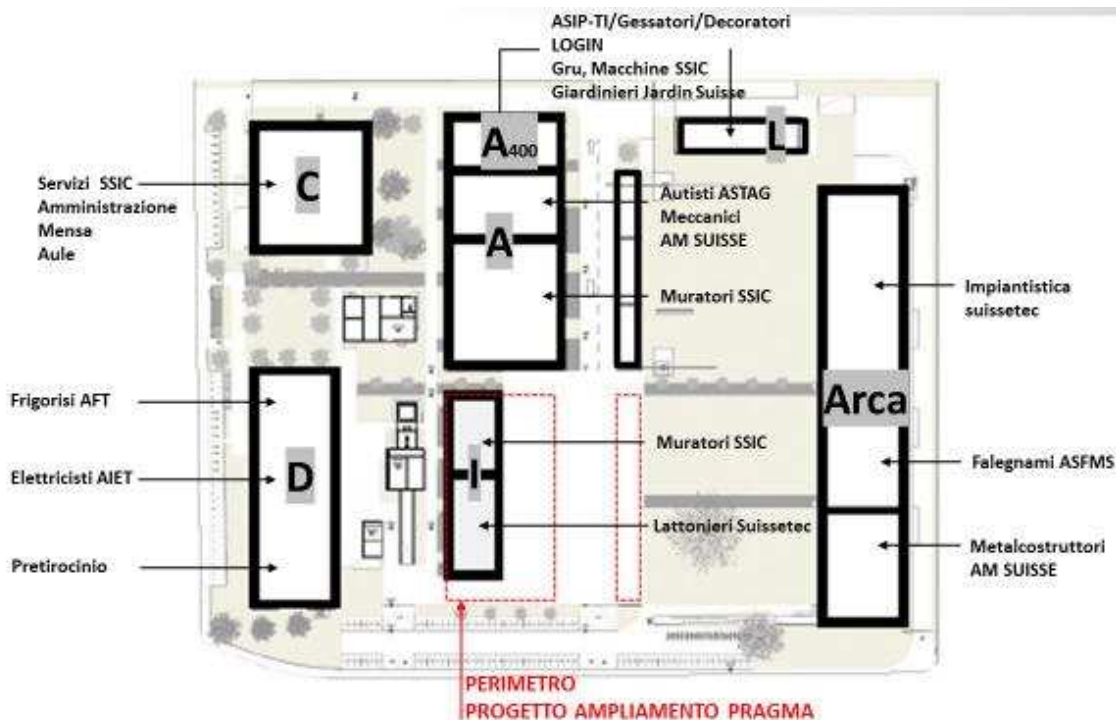 ASIP-TI/Gessatori/Decoratori
LOGIN
Gru, Macchine SSIC
Giardinieri Jardin Suisse
A400
L
C
Servizi SSIC
Amministrazione
Mensa
Aule
Autisti ASTAG
Meccanici
AM SUISSE
A
Muratori SSIC
Impiantistica
suissetec
Frigorisi AFT
Elettricisti AIET
Pretirocinio
D
Muratori SSIC
I
Lattonieri Suissetec
Arca
Falegnami ASFMS
Metalcostruttori
AM SUISSE
PERIMETRO
PROGETTO AMPLIAMENTO PRAGMA